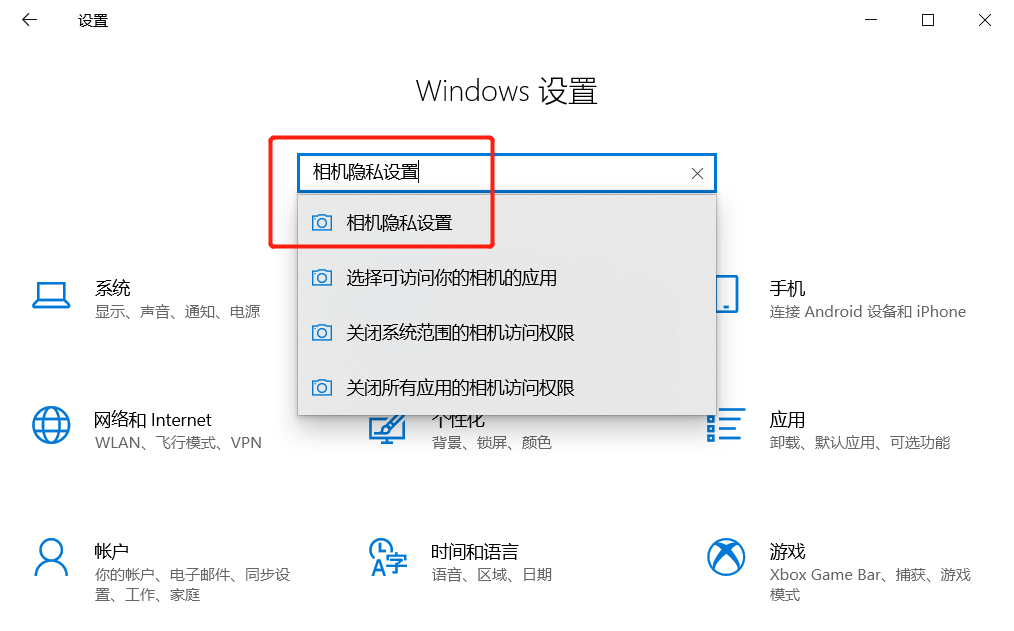 设置
Windows 设置
相机隐私设置
相机隐私设置
选择可访问你的相机的应用
关闭系统范围的相机访问权限
关闭所有应用的相机访问权限
系统
显示、声音、通知、电源
手机
连接 Android 设备和 iPhone
网络和 Internet
WLAN、飞行模式、VPN
个性化
背景、锁屏、颜色
应用
卸载、默认应用、可选功能
帐户
你的帐户、电子邮件、同步设
置、工作、家庭
时间和语言
语音、区域、日期
游戏
Xbox Game Bar、捕获、游戏
模式